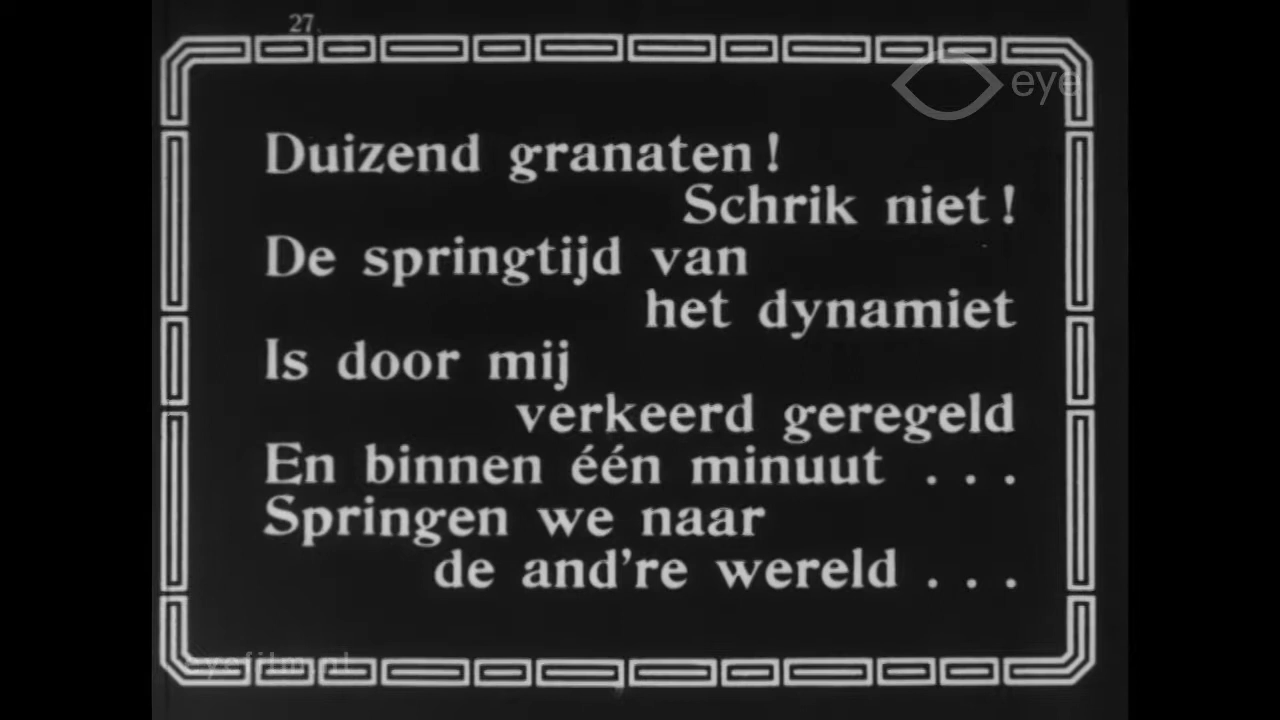 27.
eye
Duizend granaten !
Schrik niet !
De springtijd van
het dynamiet
Is door mij
verkeerd geregeld
En binnen één minuut . . .
Springen we naar
de and’re wereld . . .
eyefilm.nl